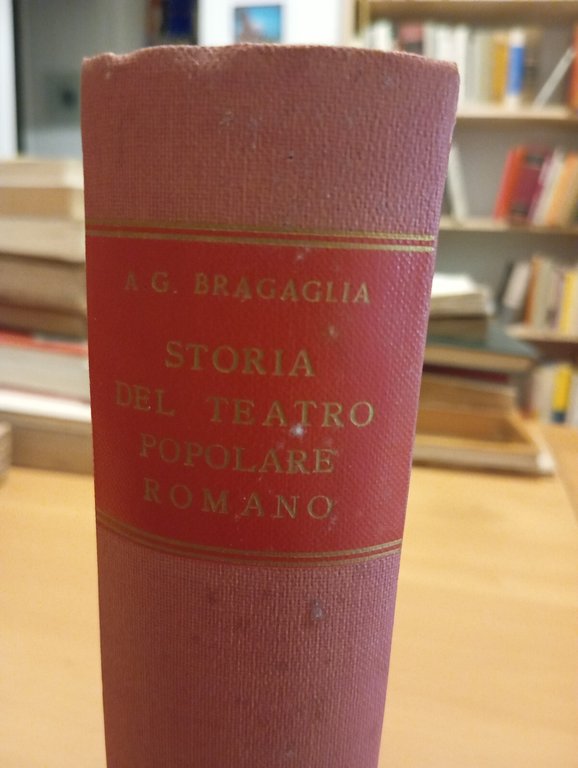 A G. BRAGAGLIA
STORIA
DEL TEATRO
POPOLARE
ROMANO